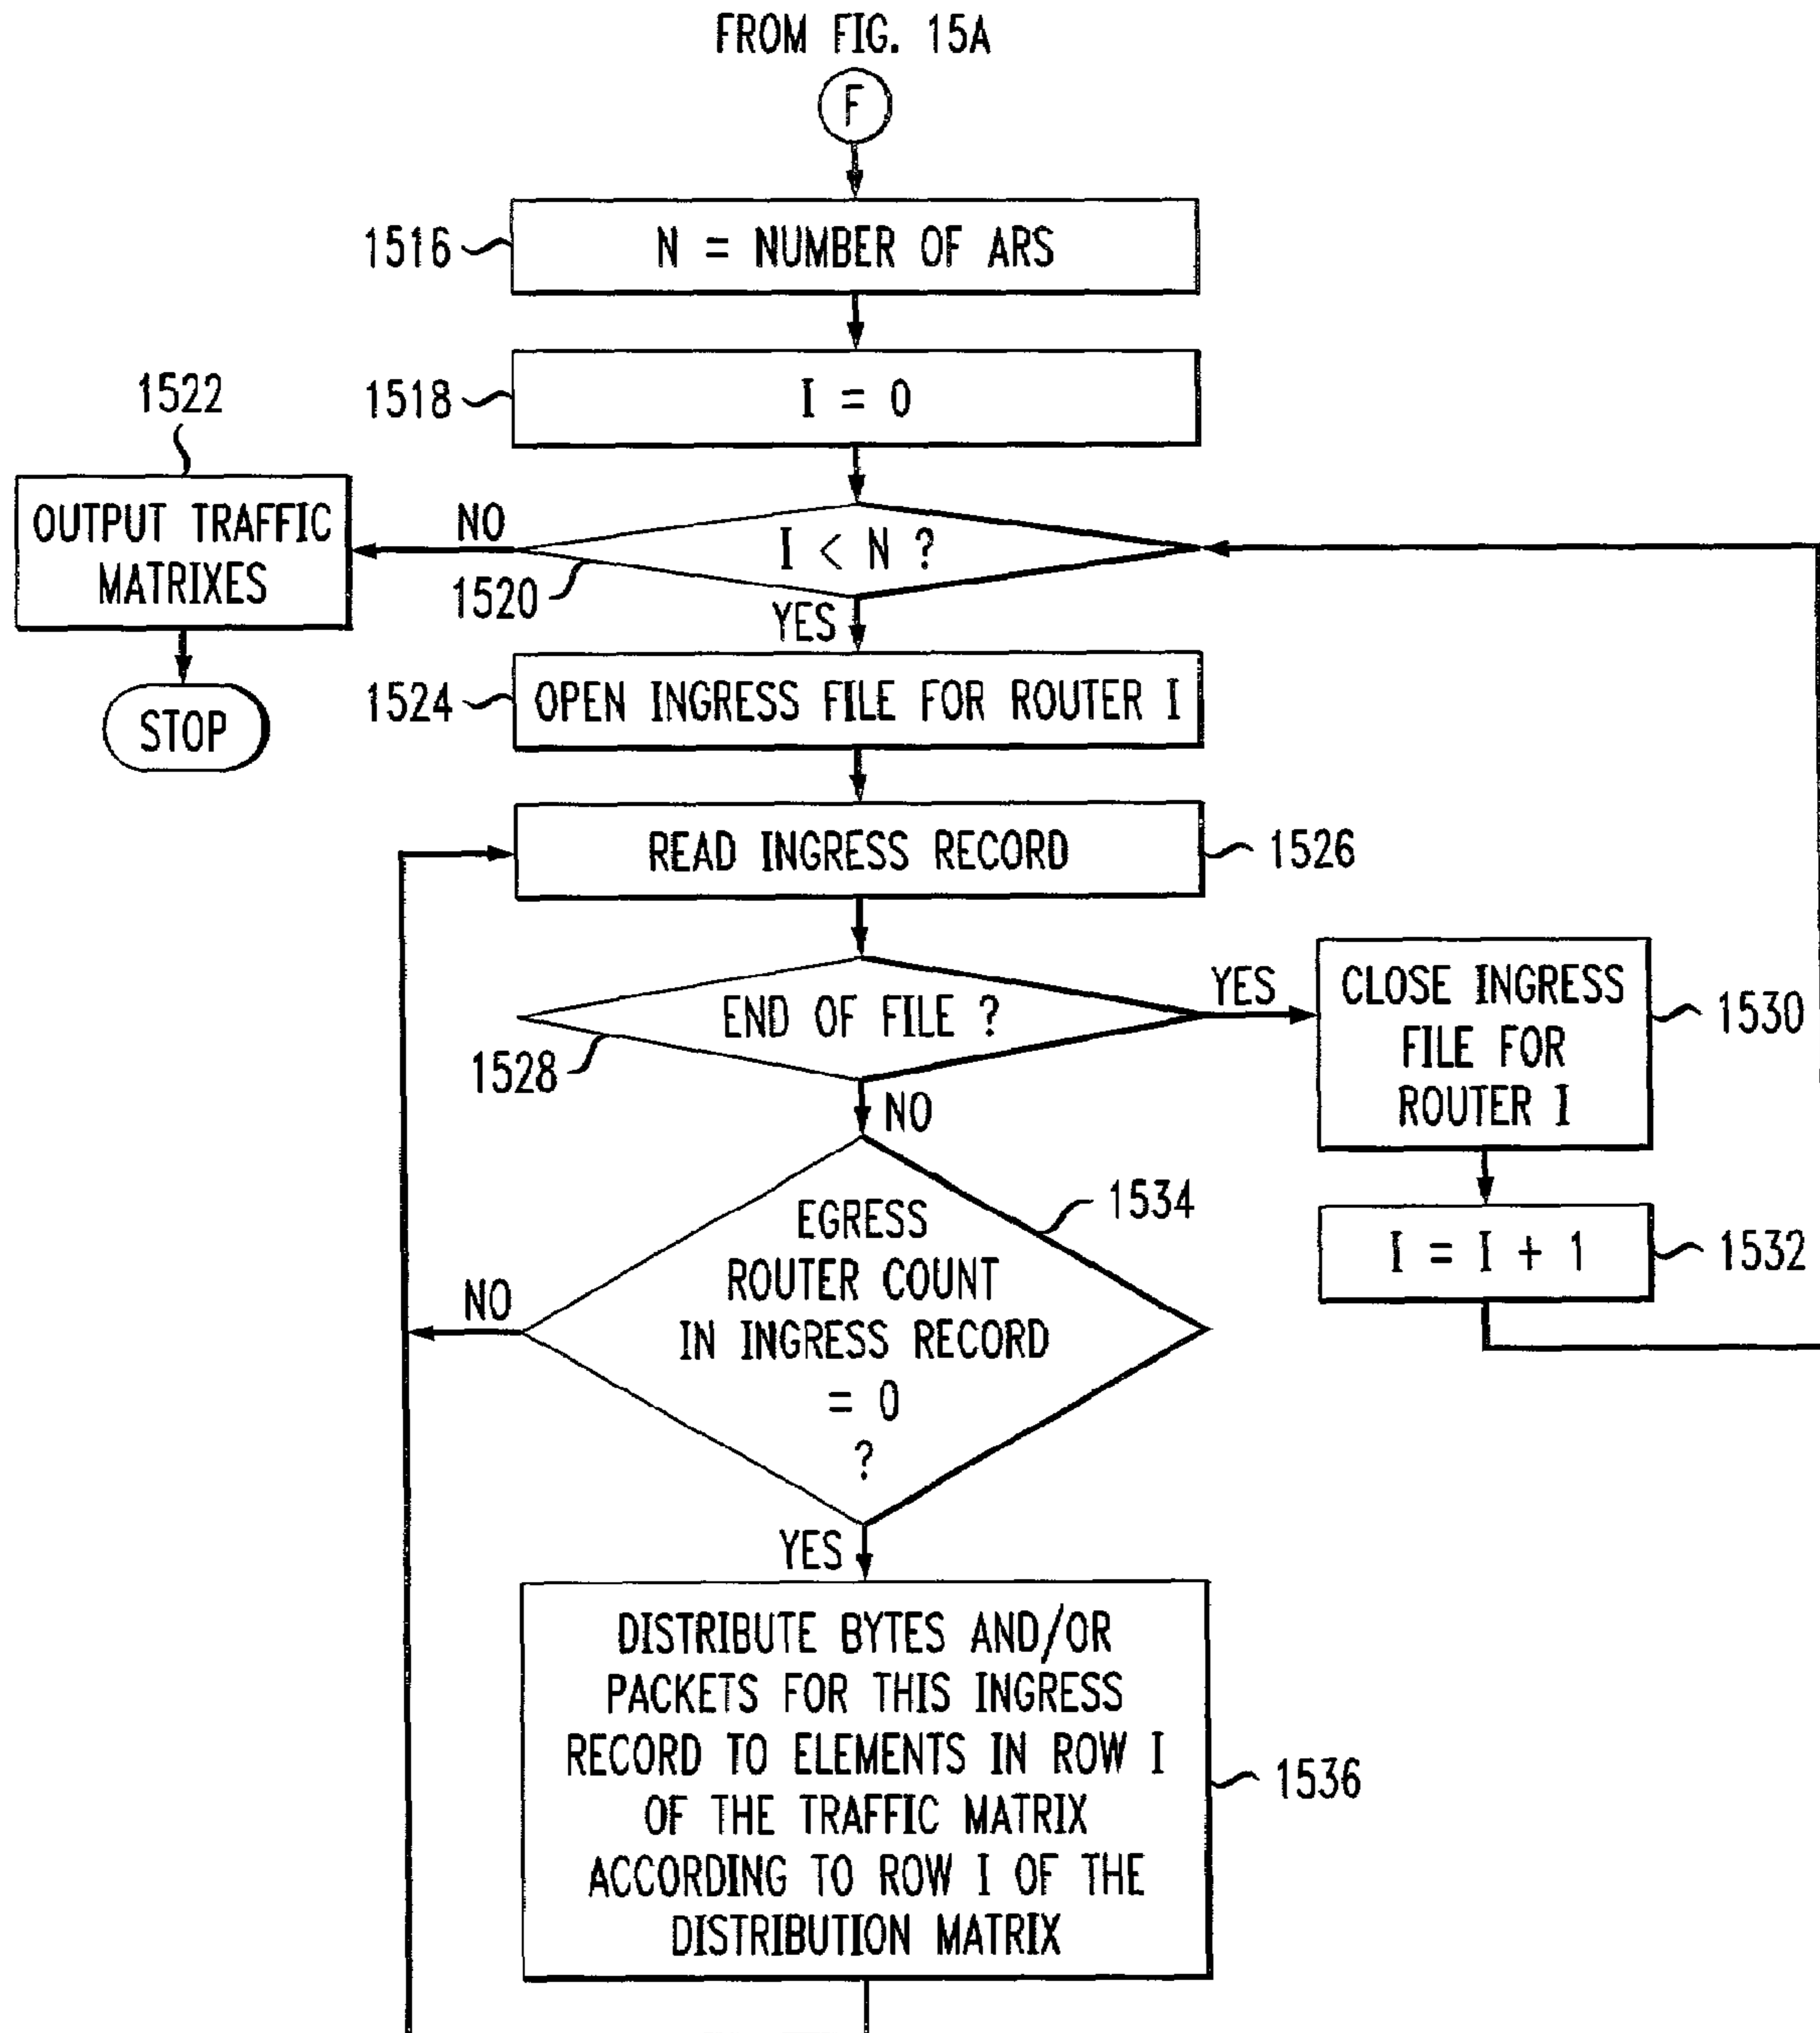 FROM FIG. 15A
F
1516
N = NUMBER OF ARS
1518
I = 0
1522
OUTPUT TRAFFIC
MATRIXES
STOP
NO
I < N ?
1520
YES
1524
OPEN INGRESS FILE FOR ROUTER I
READ INGRESS RECORD
1526
END OF FILE ?
1528
YES
CLOSE INGRESS
FILE FOR
ROUTER I
1530
I = I + 1
1532
NO
EGRESS
ROUTER COUNT
IN INGRESS RECORD
= 0
?
1534
NO
YES
DISTRIBUTE BYTES AND/OR
PACKETS FOR THIS INGRESS
RECORD TO ELEMENTS IN ROW I
OF THE TRAFFIC MATRIX
ACCORDING TO ROW I OF THE
DISTRIBUTION MATRIX
1536